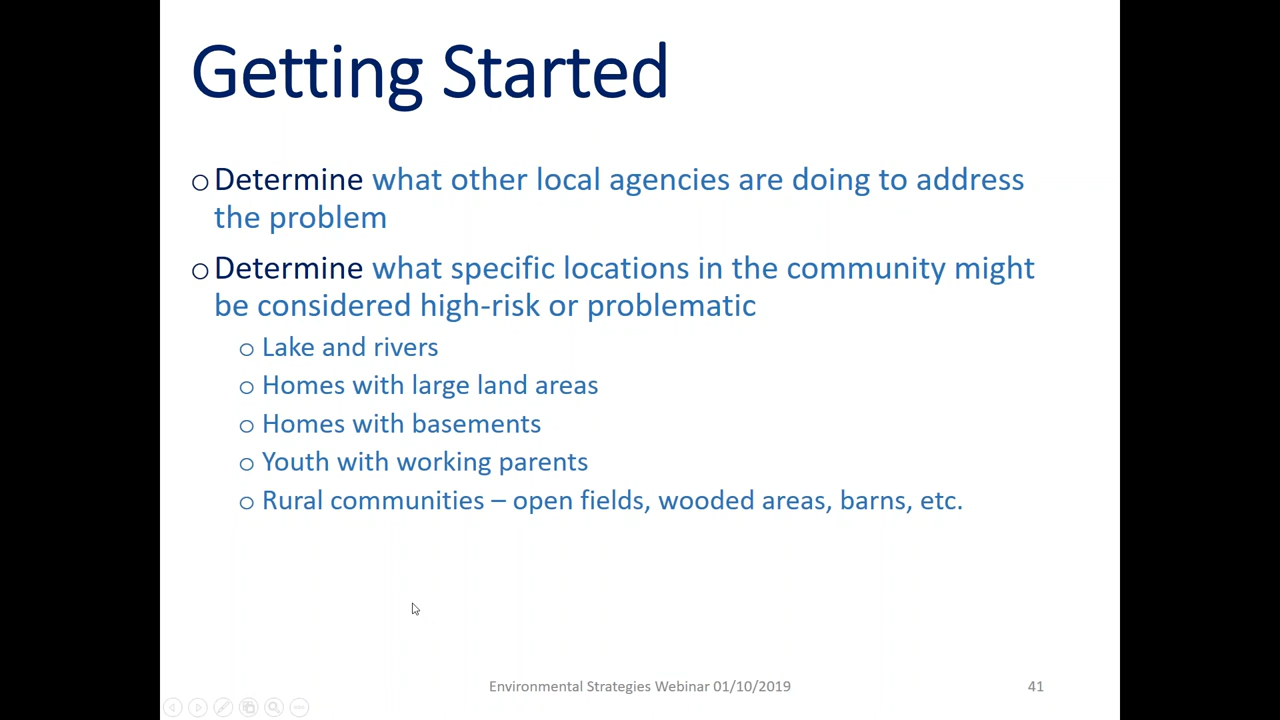 Getting Started
o Determine what other local agencies are doing to address
the problem
o Determine what specific locations in the community might
be considered high-risk or problematic
o Lake and rivers
o Homes with large land areas
o Homes with basements
o Youth with working parents
o Rural communities – open fields, wooded areas, barns, etc.
Environmental Strategies Webinar 01/10/2019 41